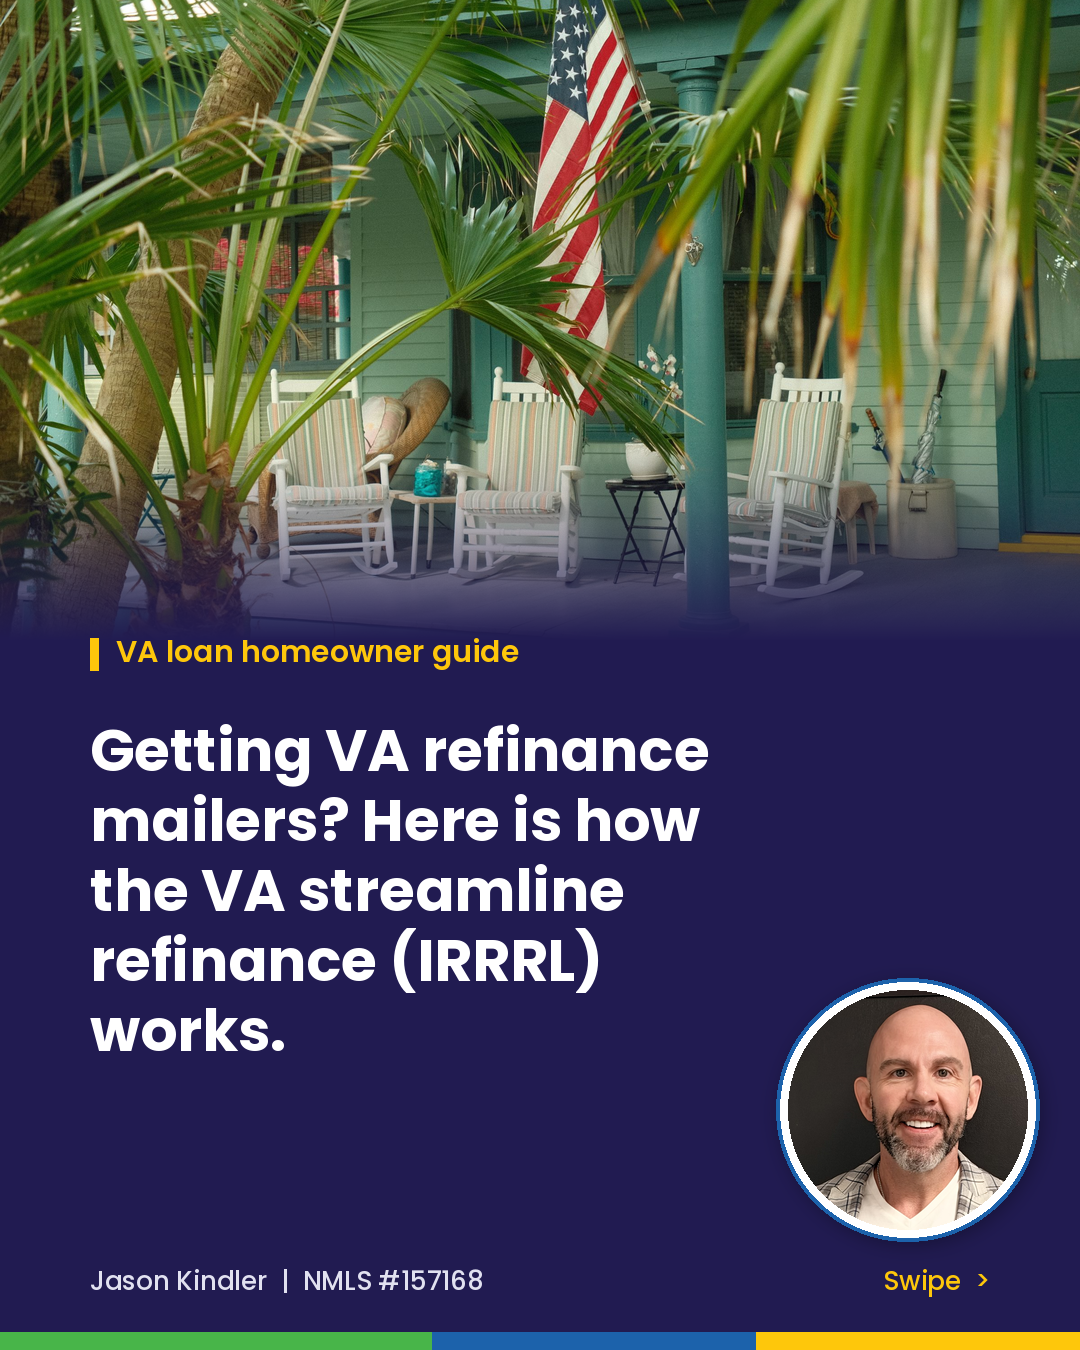 VA loan homeowner guide
Getting VA refinance
mailers? Here is how
the VA streamline
refinance (IRRRL)
works.
Jason Kindler | NMLS #157168
Swipe >